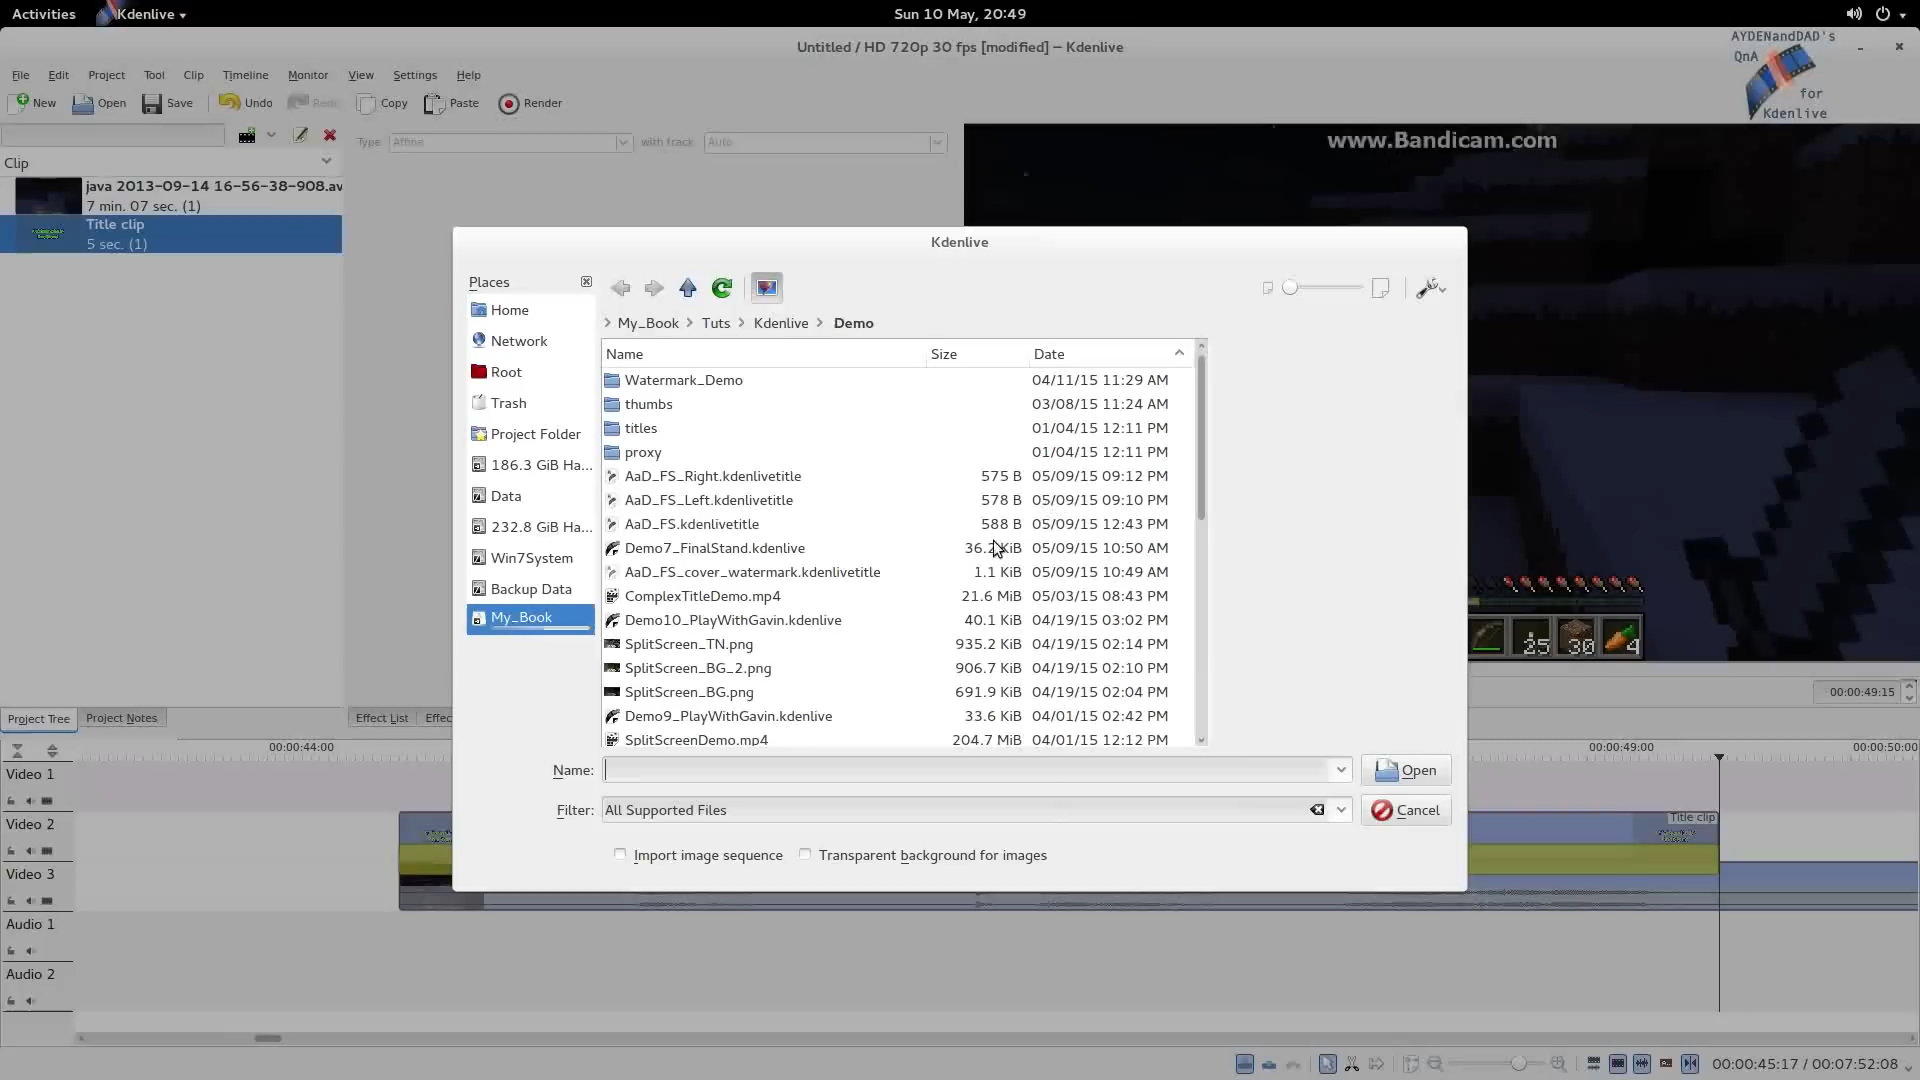 Activities
Kdenlive
Sun 10 May, 20:49
Untitled / HD 720p 30 fps [modified] – Kdenlive
AYDENandDAD's
QnA
for
Kdenlive
File Edit Project Tool Clip Timeline Monitor View Settings Help
New Open Save Undo Redo Copy Paste Render
Type Affine with track Auto
www.Bandicam.com
Clip
java 2013-09-14 16-56-38-908.av
7 min. 07 sec. (1)
Title clip
5 sec. (1)
Kdenlive
Places
Home
Network
Root
Trash
Project Folder
186.3 GiB Ha...
Data
232.8 GiB Ha...
Win7System
Backup Data
My_Book
My_Book Tuts Kdenlive Demo
Name Size Date
Watermark_Demo 04/11/15 11:29 AM
thumbs 03/08/15 11:24 AM
titles 01/04/15 12:11 PM
proxy 01/04/15 12:11 PM
AaD_FS_Right.kdenlivetitle 575 B 05/09/15 09:12 PM
AaD_FS_Left.kdenlivetitle 578 B 05/09/15 09:10 PM
AaD_FS.kdenlivetitle 588 B 05/09/15 12:43 PM
Demo7_FinalStand.kdenlive KiB 05/09/15 10:50 AM
AaD_FS_cover_watermark.kdenlivetitle 1.1 KiB 05/09/15 10:49 AM
ComplexTitleDemo.mp4 21.6 MiB 05/03/15 08:43 PM
Demo10_PlayWithGavin.kdenlive 40.1 KiB 04/19/15 03:02 PM
SplitScreen_TN.png 935.2 KiB 04/19/15 02:14 PM
SplitScreen_BG_2.png 906.7 KiB 04/19/15 02:10 PM
SplitScreen_BG.png 691.9 KiB 04/19/15 02:04 PM
Demo9_PlayWithGavin.kdenlive 33.6 KiB 04/01/15 02:42 PM
SplitScreenDemo.mp4 204.7 MiB 04/01/15 12:12 PM
Name: Open
Filter: All Supported Files Cancel
Import image sequence Transparent background for images
25 30 4
00:00:49:15
Project Tree Project Notes Effect List Effec
00:00:44:00 00:00:49:00 00:00:50:00
Video 1
Video 2
Title clip
Video 3
Audio 1
Audio 2
00:00:45:17 / 00:07:52:08